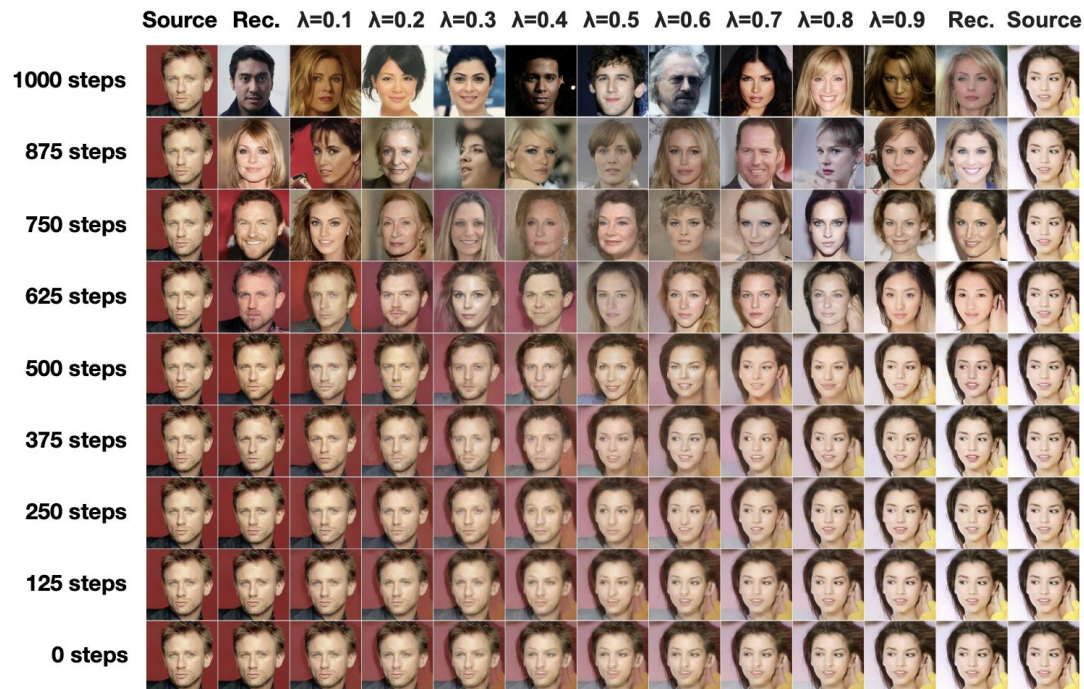 Source Rec. λ=0.1 λ=0.2 λ=0.3 λ=0.4 λ=0.5 λ=0.6 λ=0.7 λ=0.8 λ=0.9 Rec. Source
1000 steps
875 steps
750 steps
625 steps
500 steps
375 steps
250 steps
125 steps
0 steps